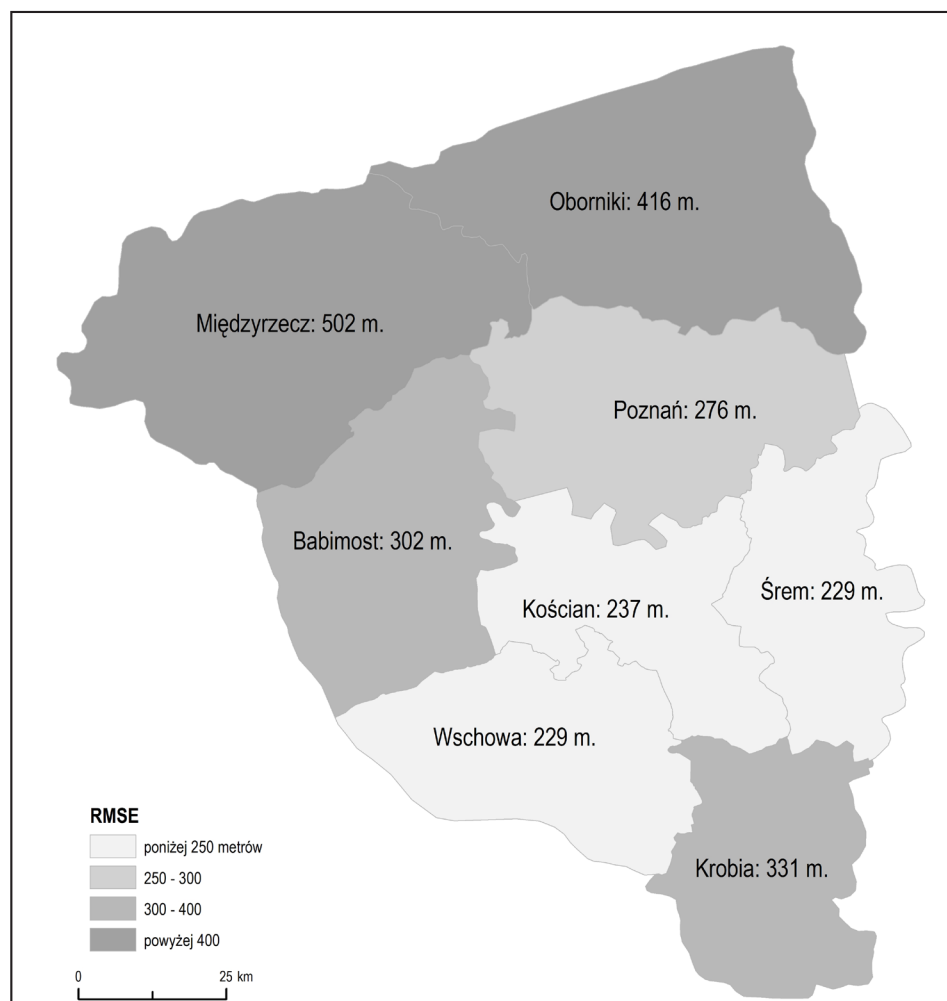 Oborniki: 416 m.
Międzyrzecz: 502 m.
Poznań: 276 m.
Babimost: 302 m.
Kościan: 237 m.
Śrem: 229 m.
Wschowa: 229 m.
Krobia: 331 m.
RMSE
poniżej 250 metrów
250 - 300
300 - 400
powyżej 400
0 25 km